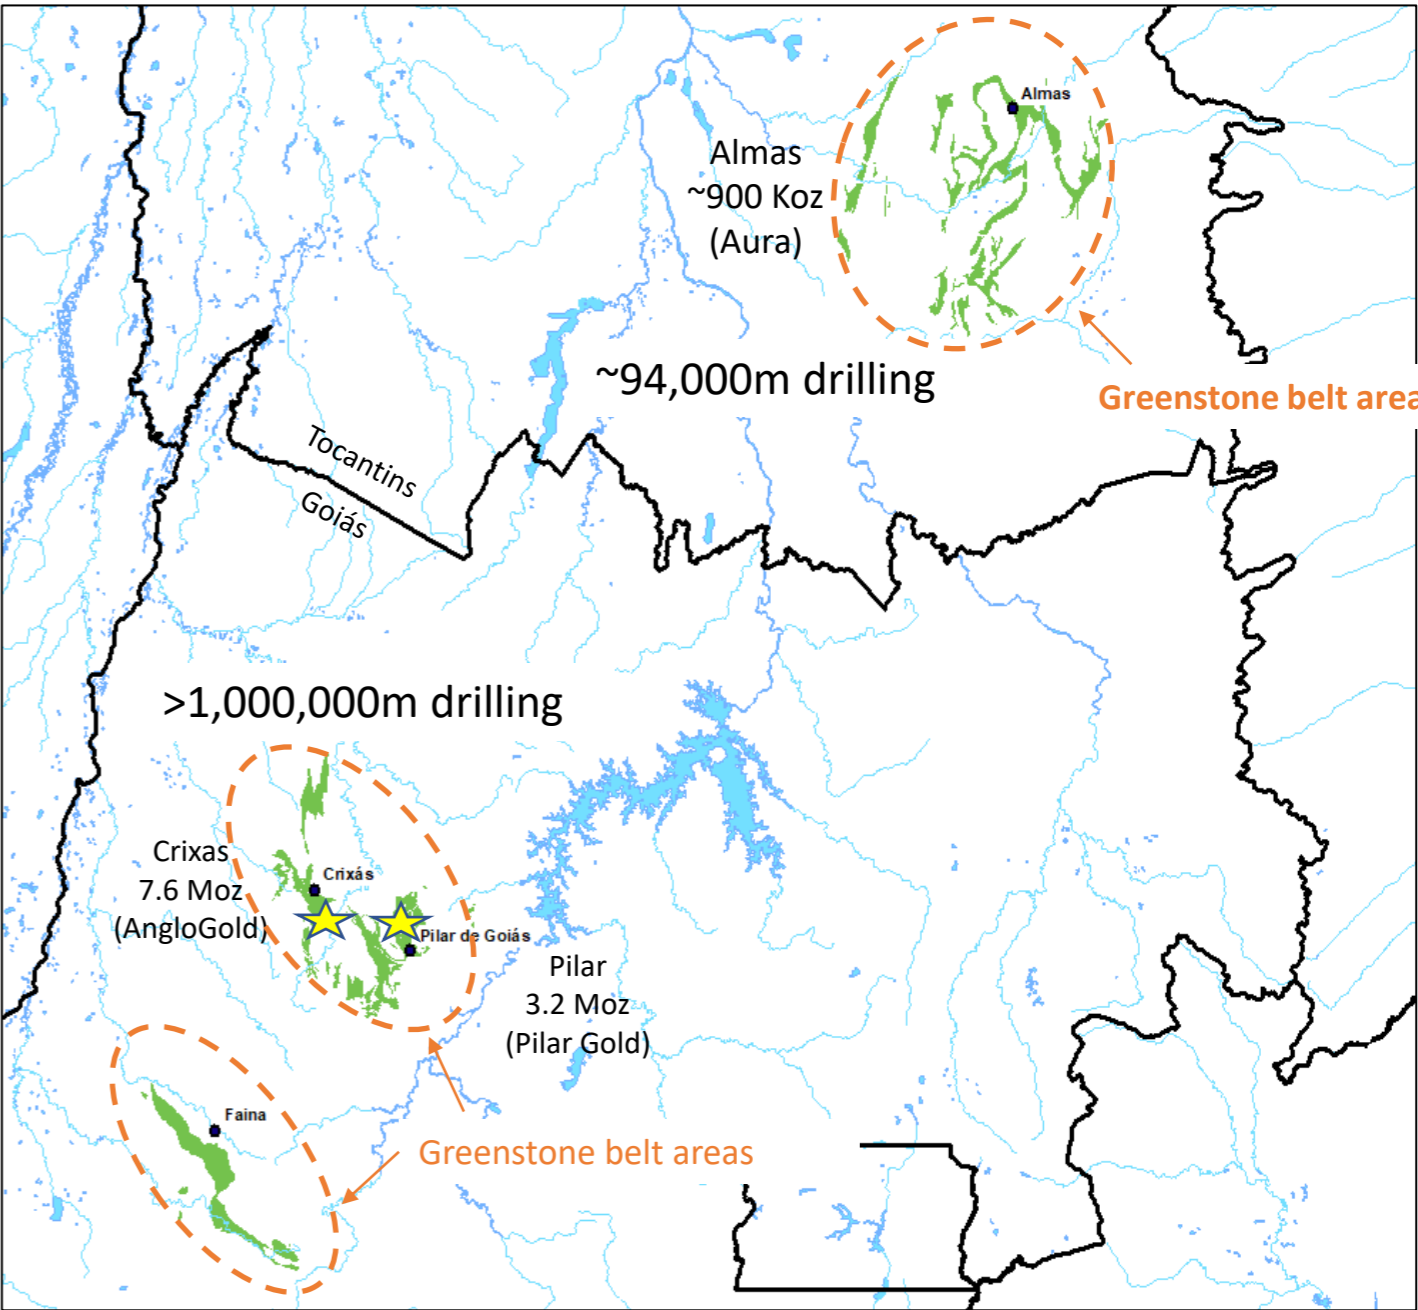 Almas
Almas
~900 Koz
(Aura)
~94,000m drilling
Greenstone belt area
Tocantins
Goiás
>1,000,000m drilling
Crixas
7.6 Moz
(AngloGold)
Crixás
Pilar de Goiás
Pilar
3.2 Moz
(Pilar Gold)
Faina
Greenstone belt areas